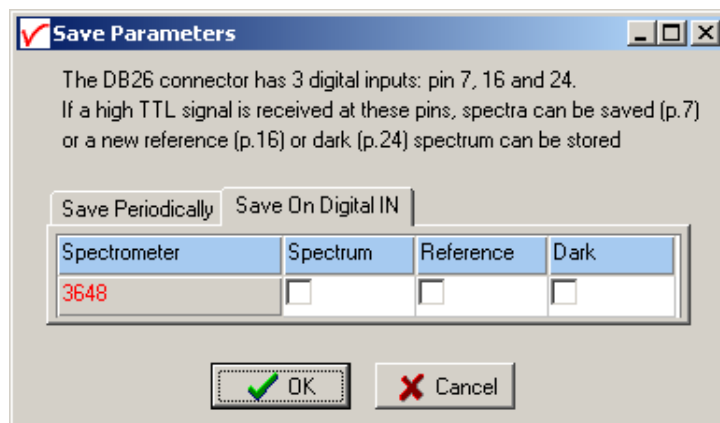 Save Parameters
The DB26 connector has 3 digital inputs: pin 7, 16 and 24.
If a high TTL signal is received at these pins, spectra can be saved (p.7)
or a new reference (p.16) or dark (p.24) spectrum can be stored
Save Periodically Save On Digital IN
Spectrometer Spectrum Reference Dark
3648
OK Cancel